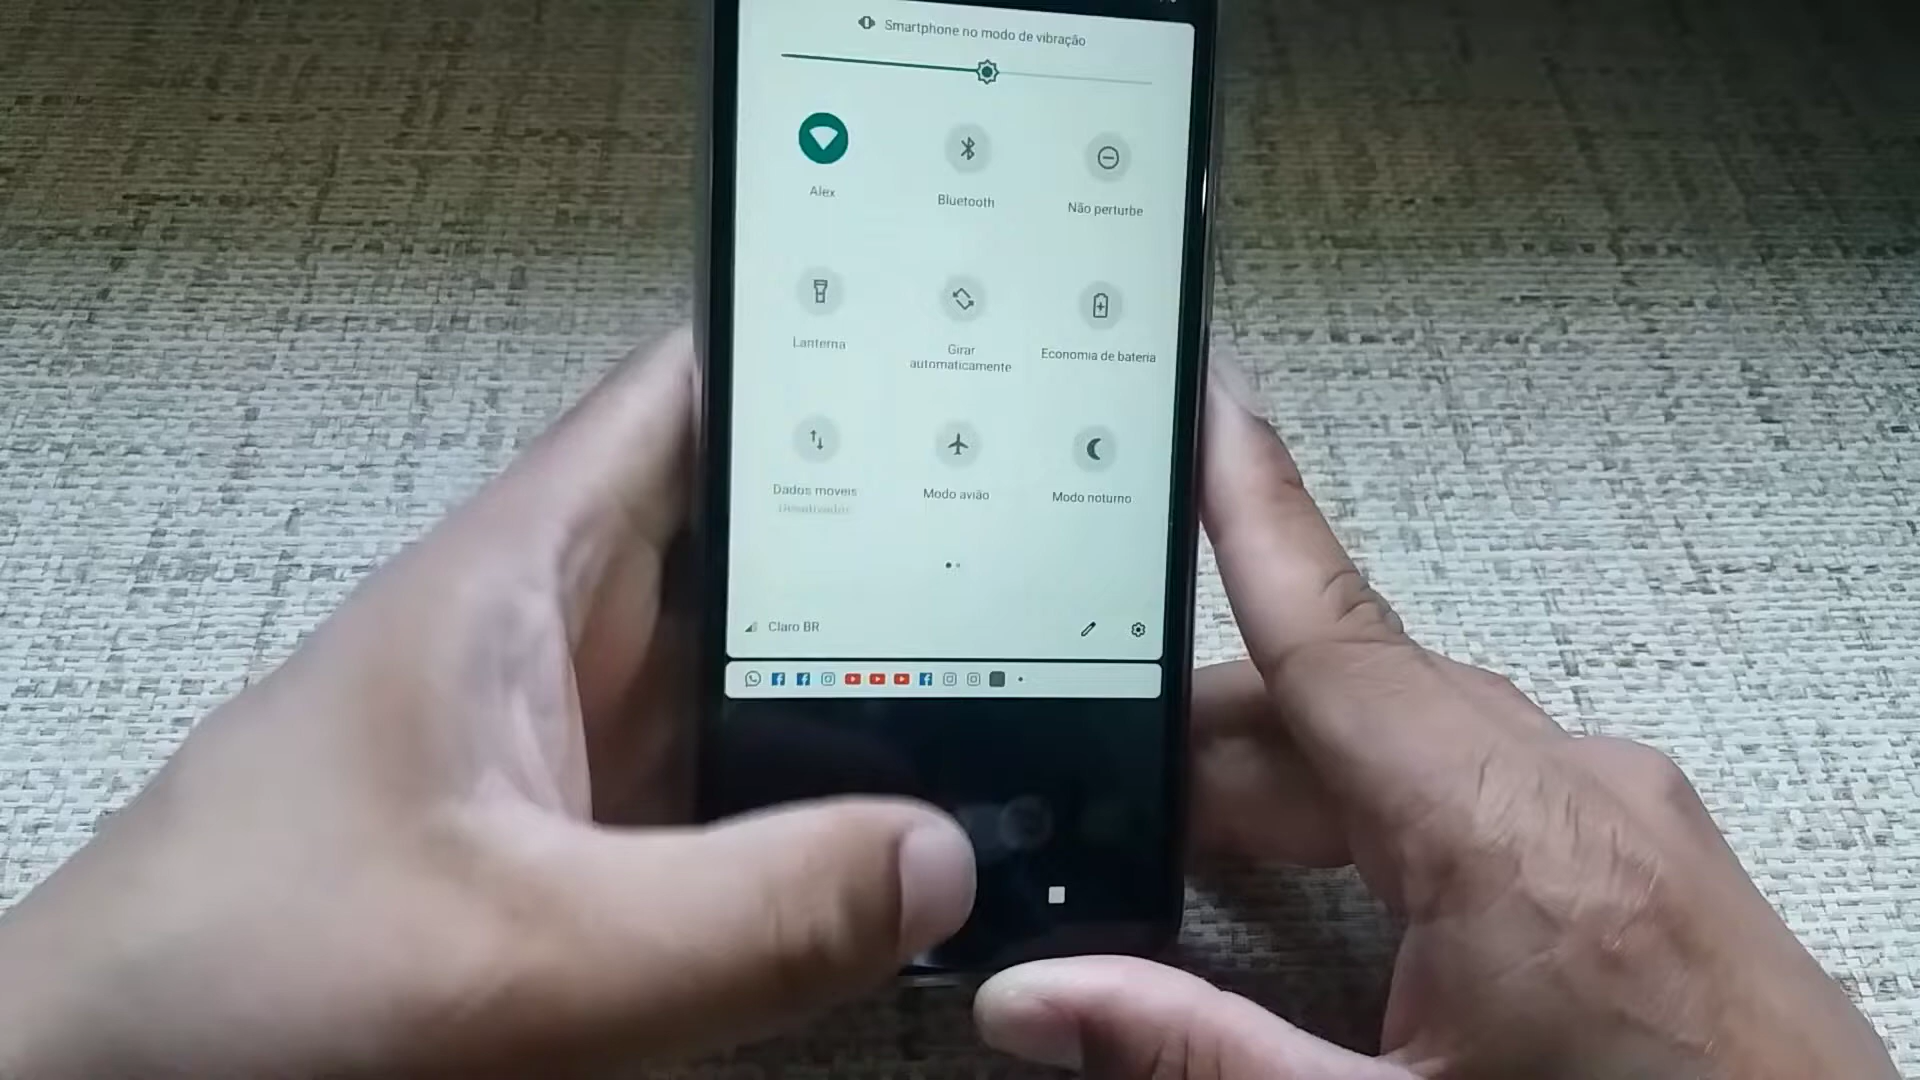 Smartphone no modo de vibração
Alex
Bluetooth
Não perturbe
Lanterna
Girar
automaticamente
Economia de bateria
Dados moveis
Desativados
Modo avião
Modo noturno
Claro BR